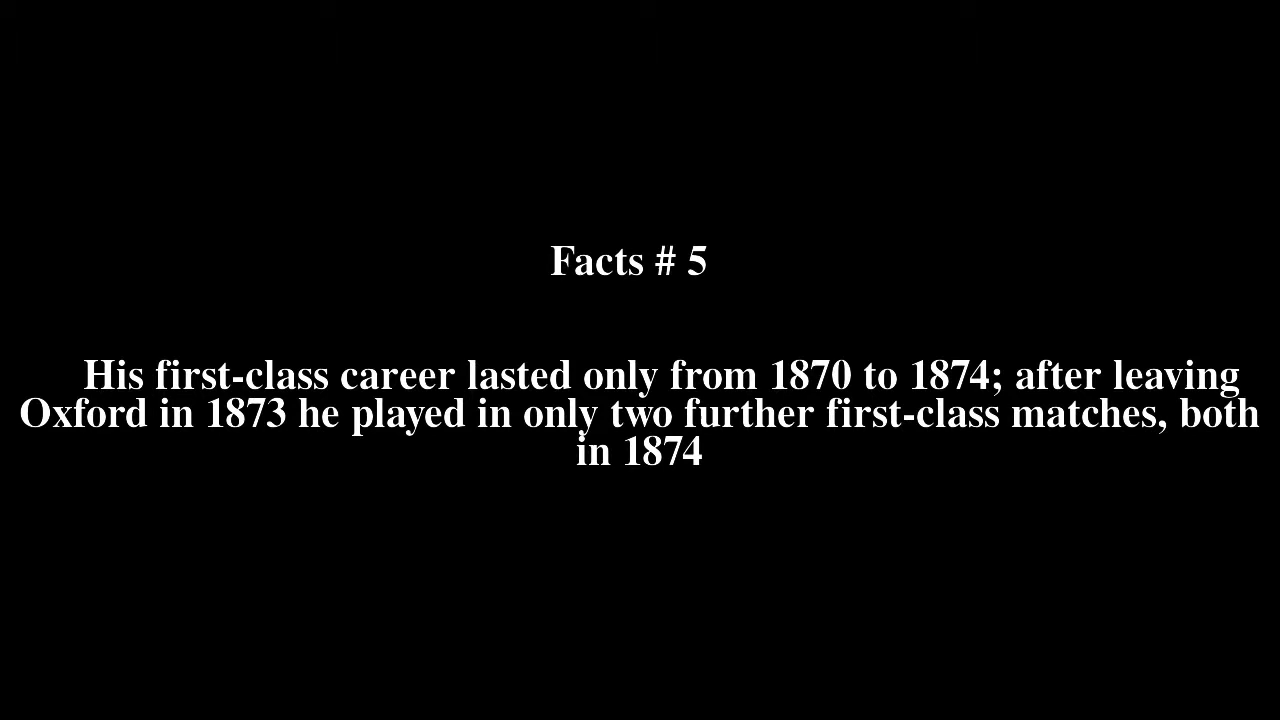 Facts # 5
His first-class career lasted only from 1870 to 1874; after leaving
Oxford in 1873 he played in only two further first-class matches, both
in 1874